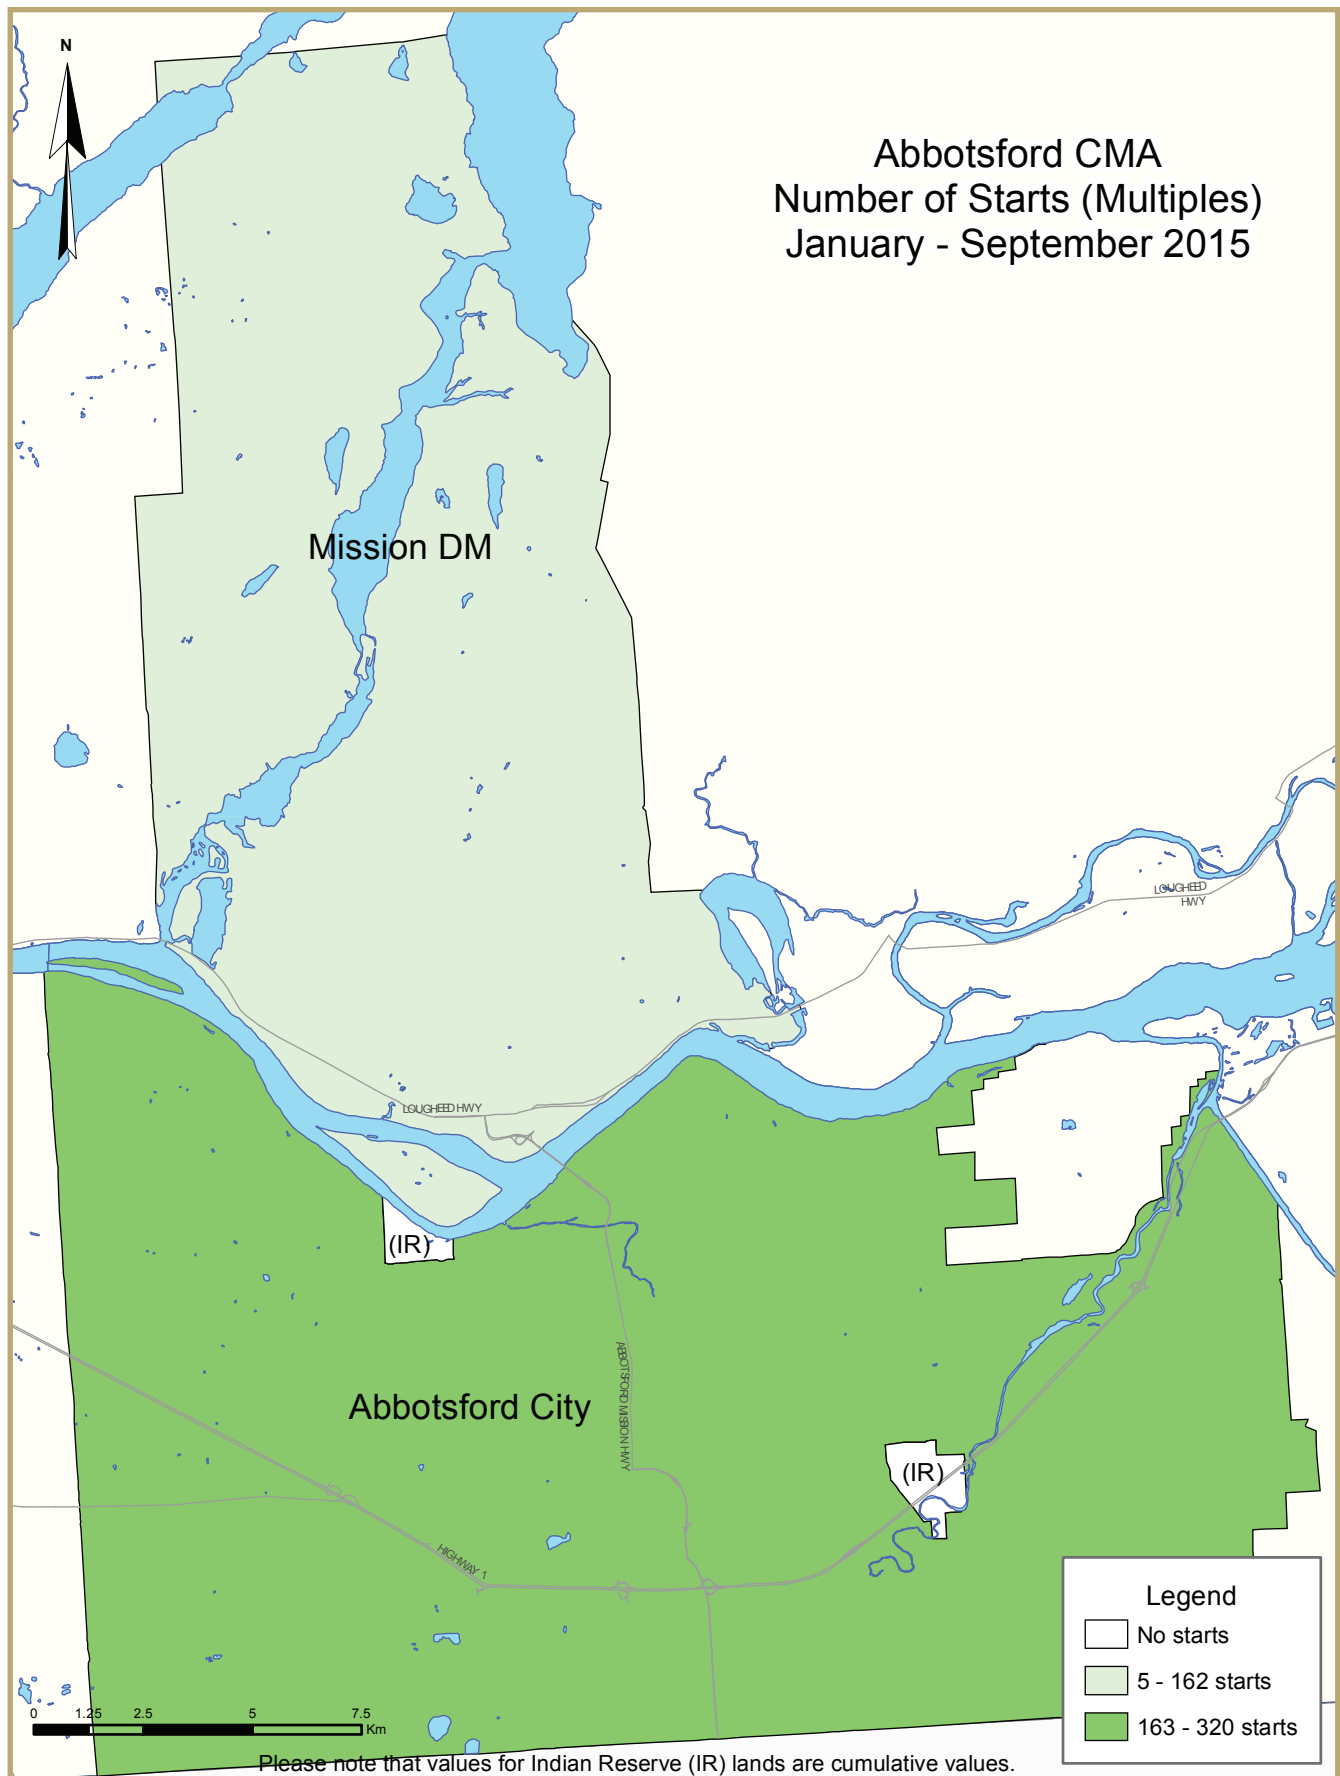 N
Abbotsford CMA
Number of Starts (Multiples)
January - September 2015
Mission DM
LOUGHEED
HWY
LOUGHEED HWY
(IR)
ABBOTSFORD MISSION HWY
Abbotsford City
(IR)
HIGHWAY 1
Legend
No starts
5 - 162 starts
163 - 320 starts
0 1.25 2.5 5 7.5
Km
Please note that values for Indian Reserve (IR) lands are cumulative values.